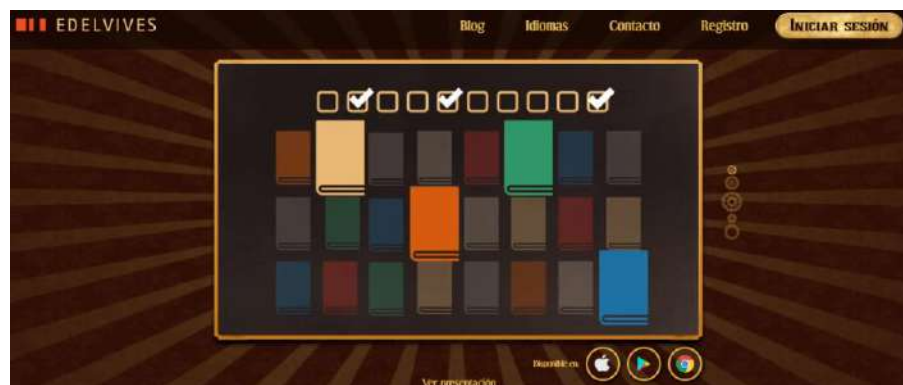 EDELVIVES
Blog Idiomas Contacto Registro INICIAR SESIÓN
Disponible en:
Ver presentación